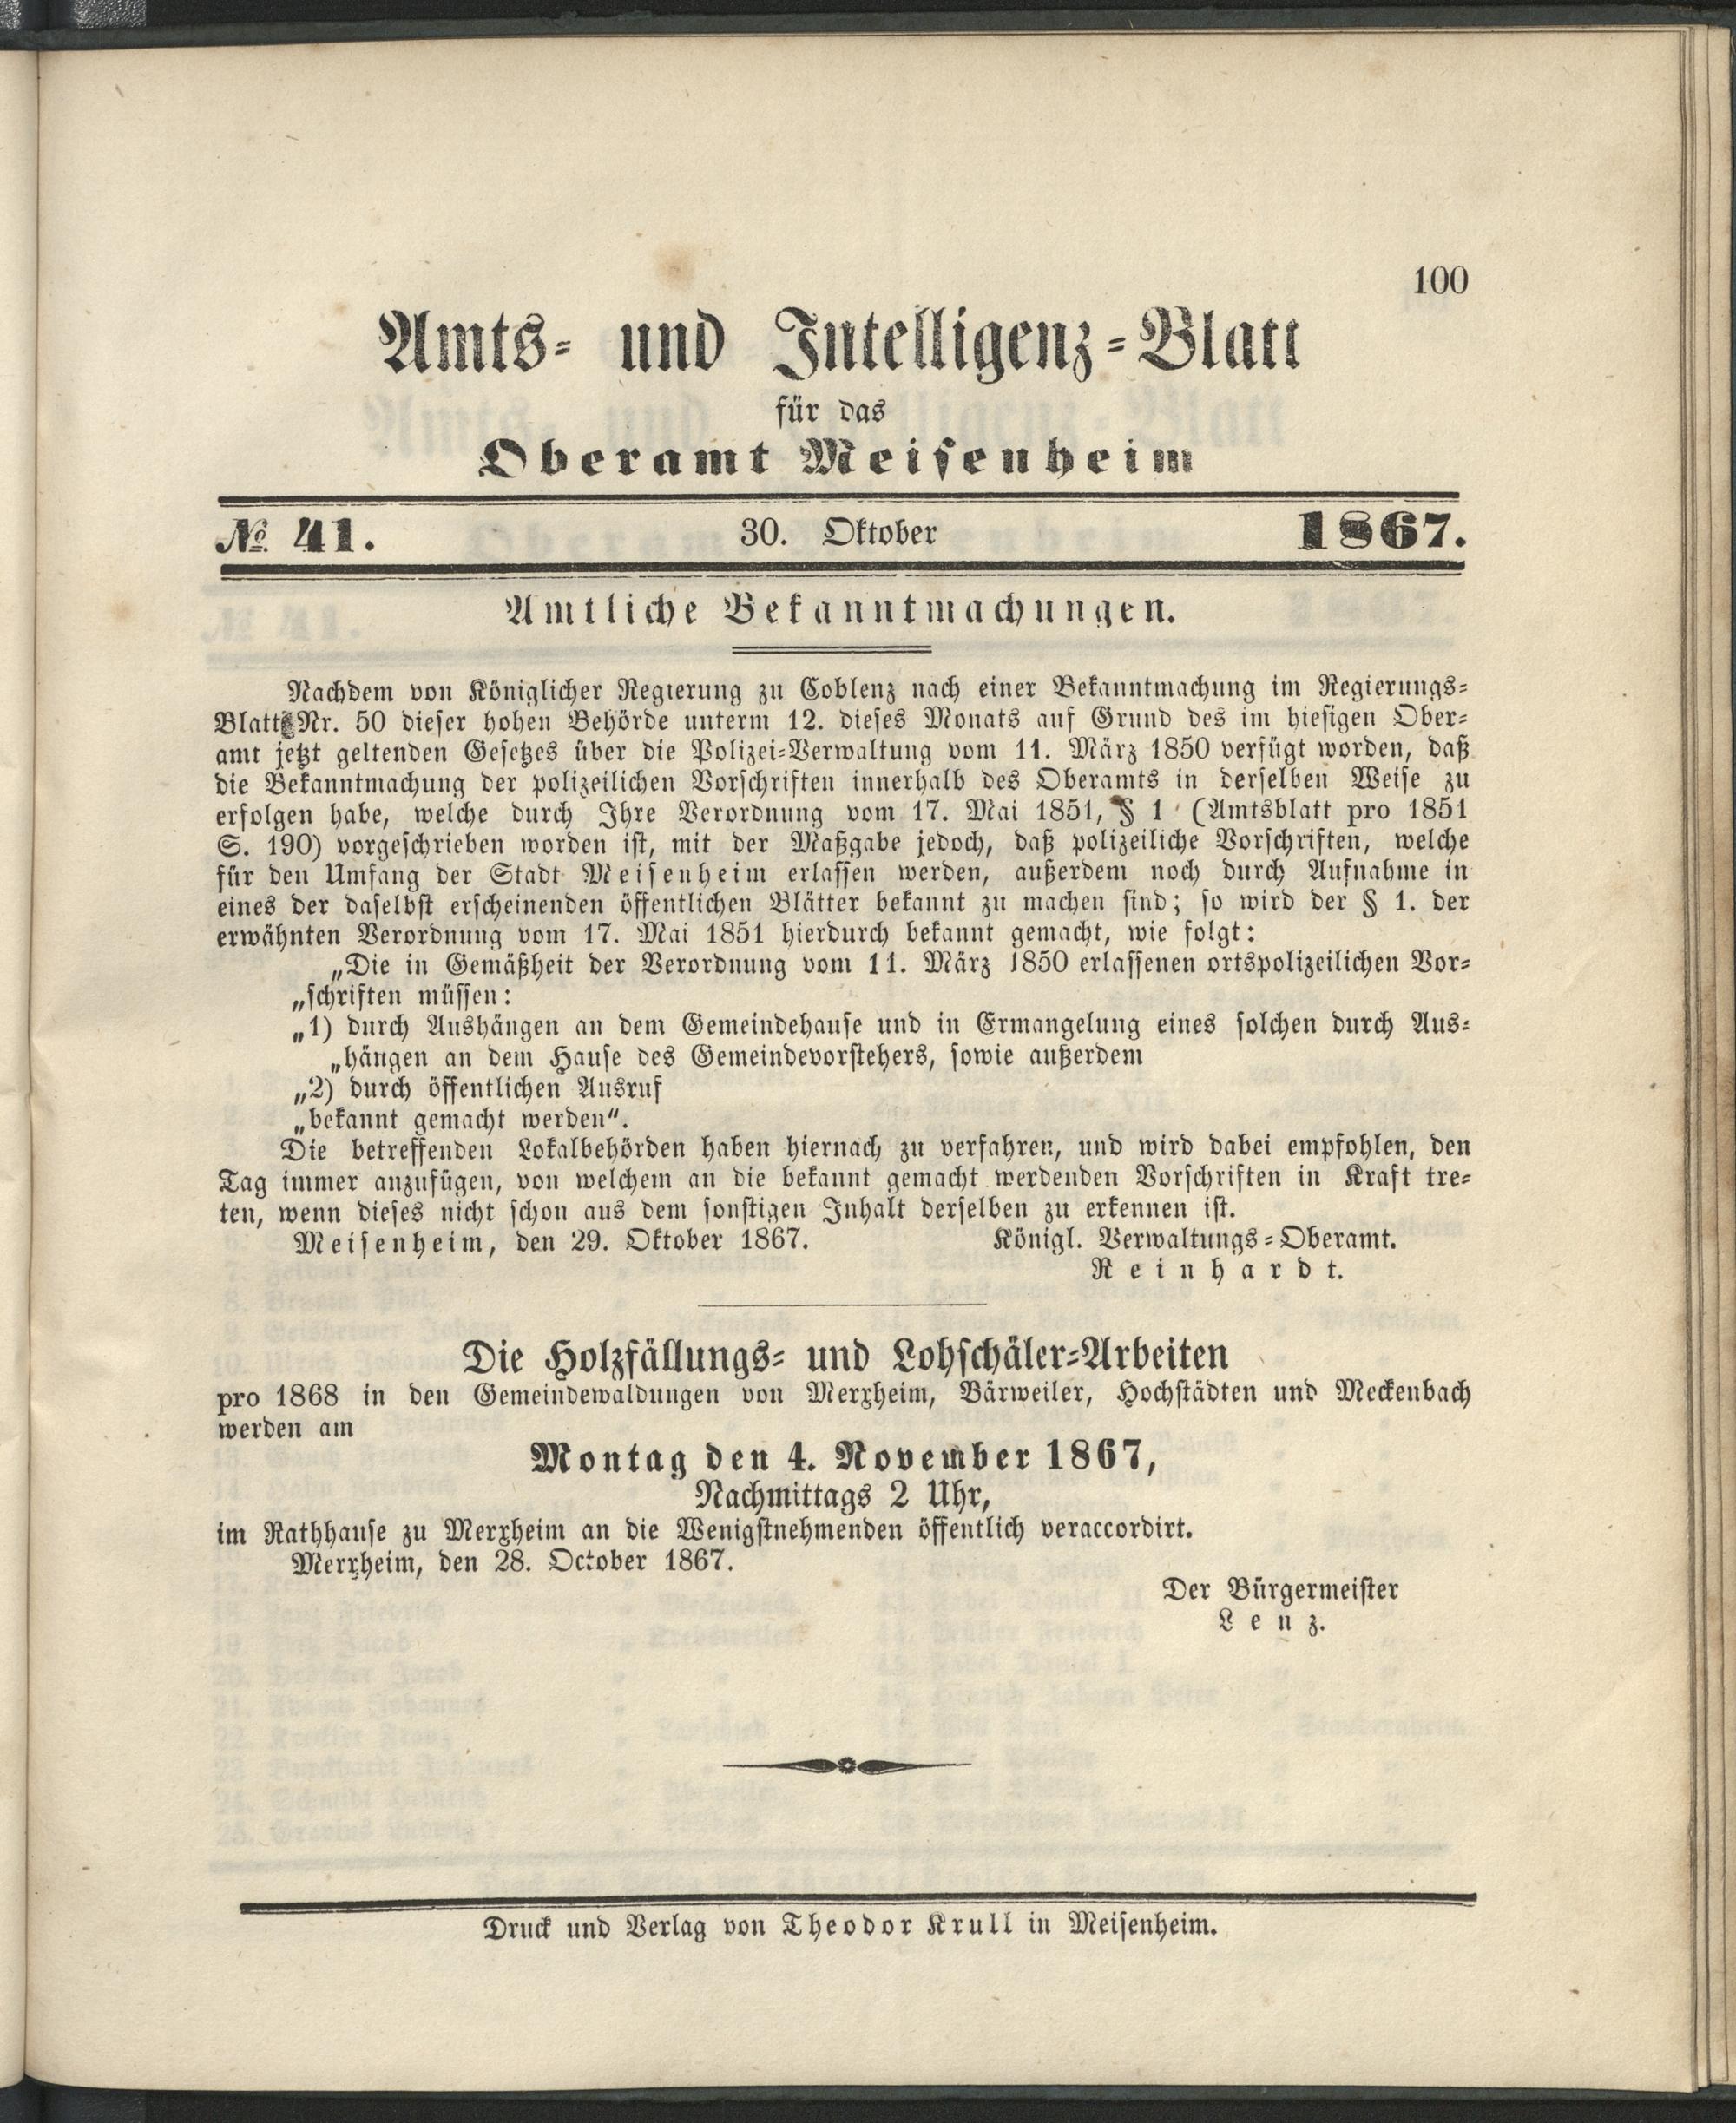 100
Amts- und Intelligenz-Blatt
für das
Oberamt Meisenheim
№ 41. 30. Oktober 1867.
Amtliche Bekanntmachungen.
Nachdem von Königlicher Regierung zu Coblenz nach einer Bekanntmachung im Regierungs-
Blatt Nr. 50 dieser hohen Behörde unterm 12. dieses Monats auf Grund des im hiesigen Ober-
amt jetzt geltenden Gesetzes über die Polizei-Verwaltung vom 11. März 1850 verfügt worden, daß
die Bekanntmachung der polizeilichen Vorschriften innerhalb des Oberamts in derselben Weise zu
erfolgen habe, welche durch Ihre Verordnung vom 17. Mai 1851, § 1 (Amtsblatt pro 1851
S. 190) vorgeschrieben worden ist, mit der Maßgabe jedoch, daß polizeiliche Vorschriften, welche
für den Umfang der Stadt Meisenheim erlassen werden, außerdem noch durch Aufnahme in
eines der daselbst erscheinenden öffentlichen Blätter bekannt zu machen sind; so wird der § 1. der
erwähnten Verordnung vom 17. Mai 1851 hierdurch bekannt gemacht, wie folgt:
„Die in Gemäßheit der Verordnung vom 11. März 1850 erlassenen ortspolizeilichen Vor-
„schriften müssen:
„1) durch Aushängen an dem Gemeindehause und in Ermangelung eines solchen durch Aus-
„hängen an dem Hause des Gemeindevorstehers, sowie außerdem
„2) durch öffentlichen Ausruf
„bekannt gemacht werden“.
Die betreffenden Lokalbehörden haben hiernach zu verfahren, und wird dabei empfohlen, den
Tag immer anzufügen, von welchem an die bekannt gemacht werdenden Vorschriften in Kraft tre-
ten, wenn dieses nicht schon aus dem sonstigen Inhalt derselben zu erkennen ist.
Meisenheim, den 29. Oktober 1867. Königl. Verwaltungs-Oberamt.
Reinhardt.
Die Holzfällungs- und Lohschäler-Arbeiten
pro 1868 in den Gemeindewaldungen von Merxheim, Bärweiler, Hochstädten und Meckenbach
werden am
Montag den 4. November 1867,
Nachmittags 2 Uhr,
im Rathhause zu Merxheim an die Wenigstnehmenden öffentlich veraccordirt.
Merxheim, den 28. October 1867.
Der Bürgermeister
Lenz.
Druck und Verlag von Theodor Krull in Meisenheim.